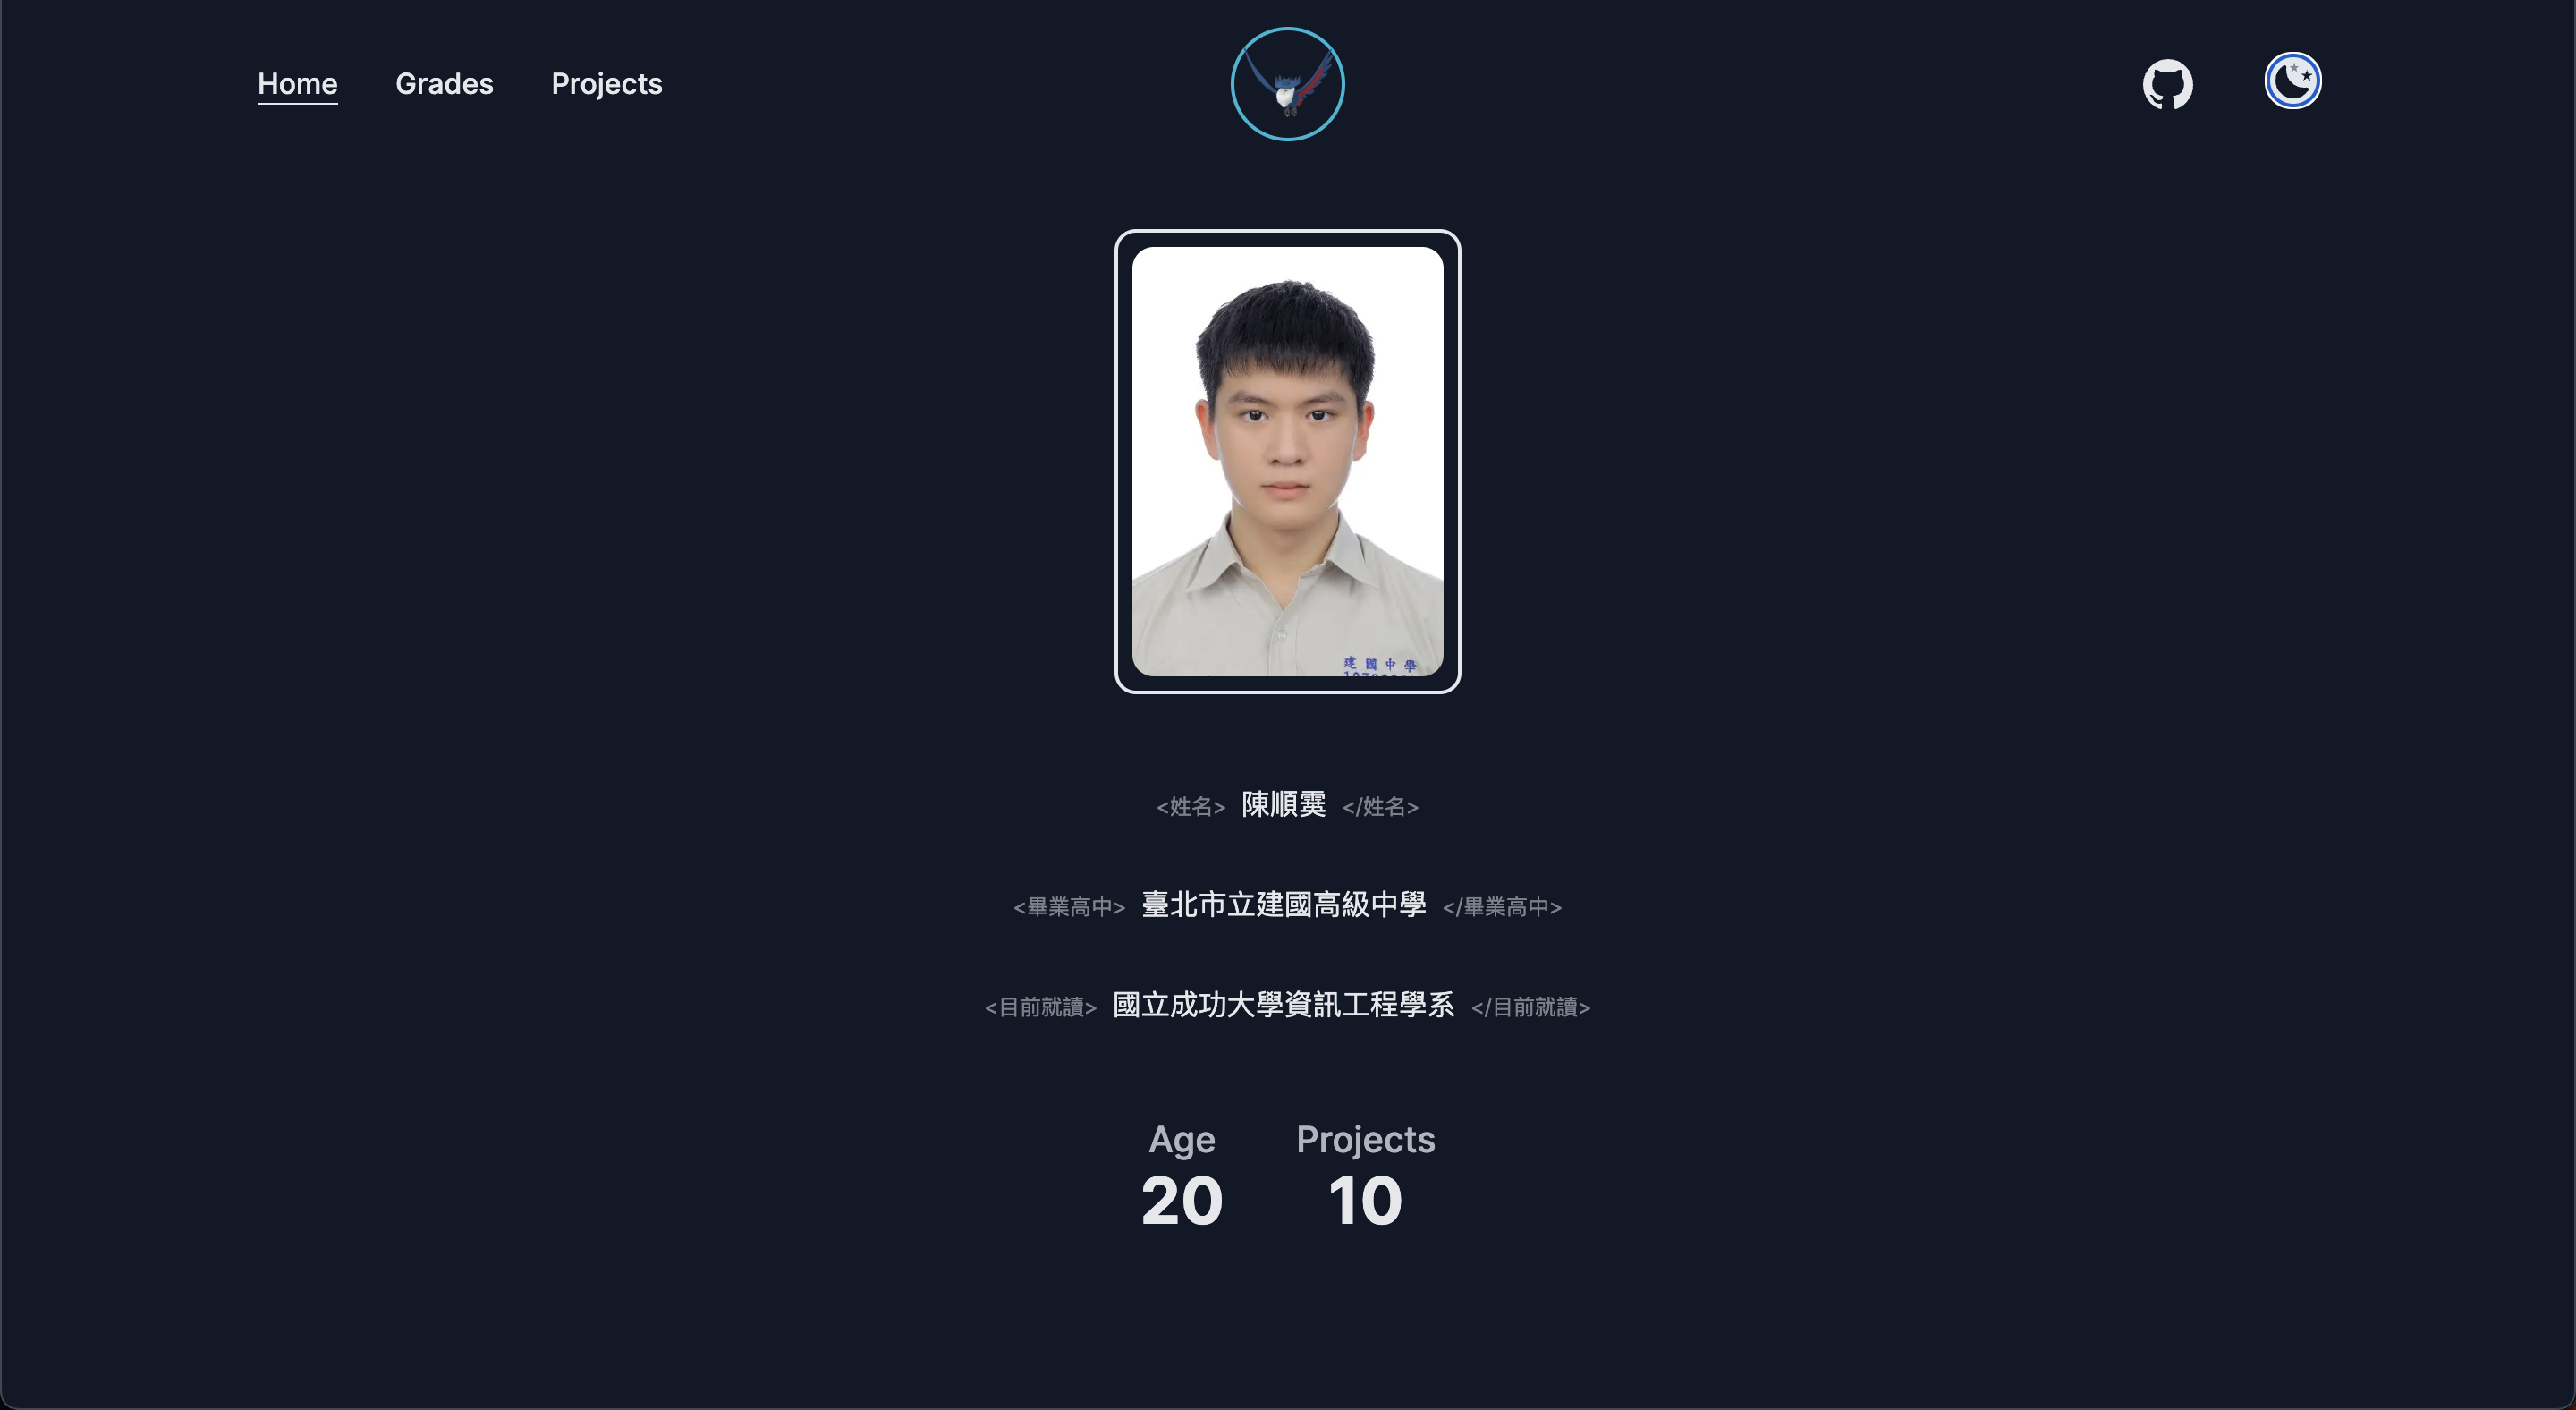 Home Grades Projects
建國中學
<姓名> 陳順霙 </姓名>
<畢業高中> 臺北市立建國高級中學 </畢業高中>
<目前就讀> 國立成功大學資訊工程學系 </目前就讀>
Age Projects
20 10